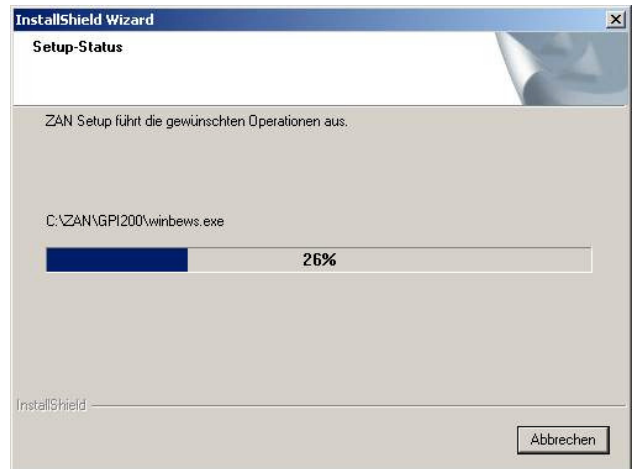 InstallShield Wizard
Setup-Status
ZAN Setup führt die gewünschten Operationen aus.
C:\ZAN\GPI200\winbews.exe
26%
InstallShield
Abbrechen